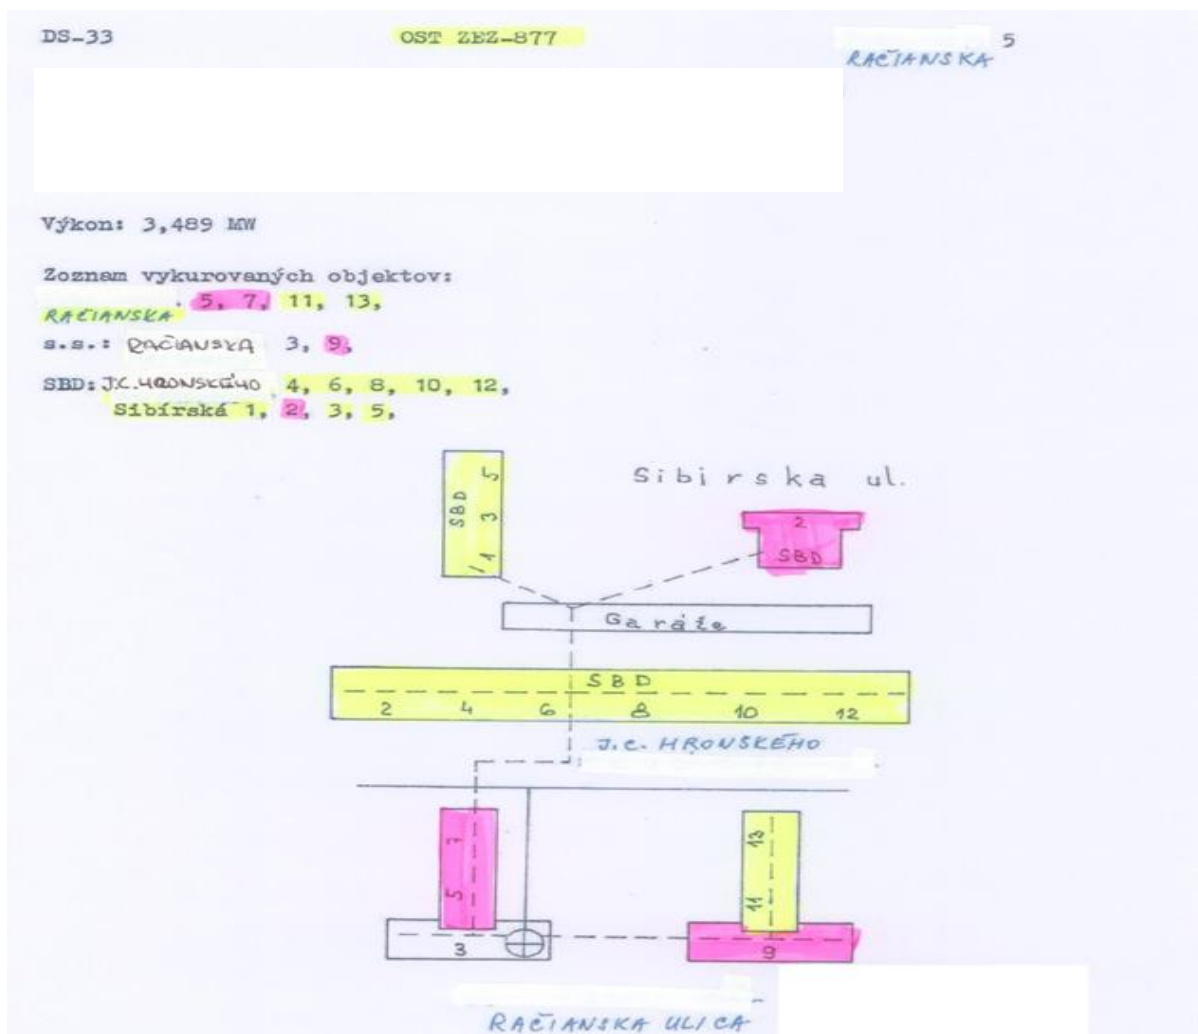 DS-33 OST ZEZ-877 5
RAČIANSKA
Výkon: 3,489 MW
Zoznam vykurovaných objektov:
RAČIANSKA 5, 7, 11, 13,
s.s.: RAČIANSKA 3, 9,
SBD: J.C. HRONSKÉHO 4, 6, 8, 10, 12,
Sibírská 1, 2, 3, 5,
Sibirska ul.
SBD
1 3 5
2
SBD
Garáže
SBD
2 4 6 8 10 12
J.C. HRONSKÉHO
5 7
11 13
3
9
RAČIANSKA ULICA